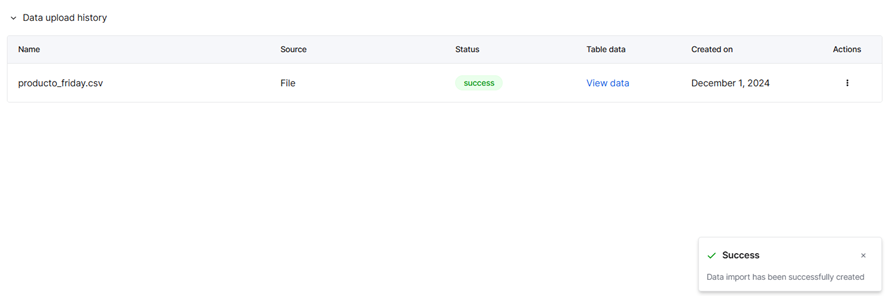 Data upload history
Name Source Status Table data Created on Actions
producto_friday.csv File success View data December 1, 2024
Success
Data import has been successfully created